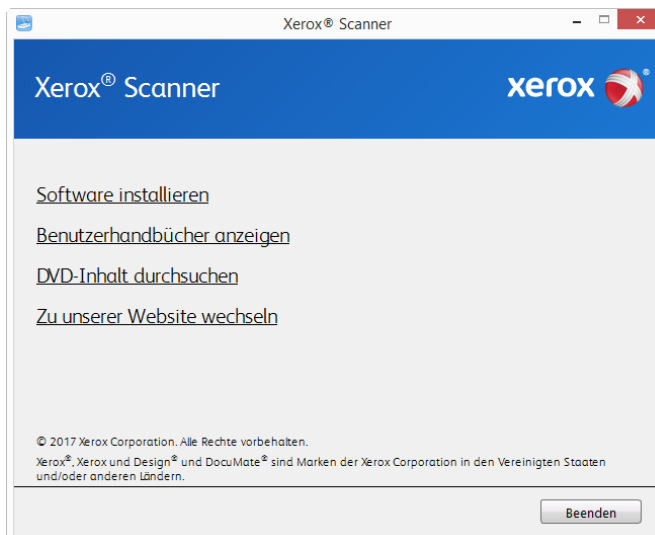 Xerox® Scanner
Xerox® Scanner
xerox®
Software installieren
Benutzerhandbücher anzeigen
DVD-Inhalt durchsuchen
Zu unserer Website wechseln
© 2017 Xerox Corporation. Alle Rechte vorbehalten.
Xerox®, Xerox und Design® und DocuMate® sind Marken der Xerox Corporation in den Vereinigten Staaten
und/oder anderen Ländern.
Beenden